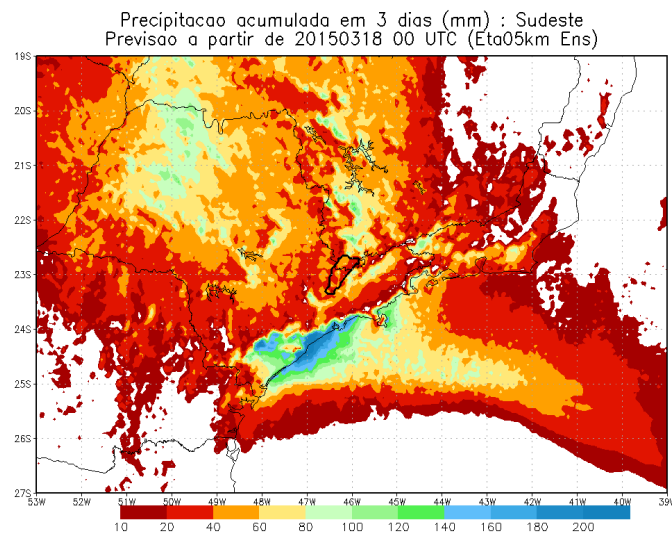 Precipitacao acumulada em 3 dias (mm) : Sudeste
Previsao a partir de 20150318 00 UTC (Eta05km Ens)
19S
20S
21S
22S
23S
24S
25S
26S
27S
53W 52W 51W 50W 49W 48W 47W 46W 45W 44W 43W 42W 41W 40W 39W
10 20 40 60 80 100 120 140 160 180 200